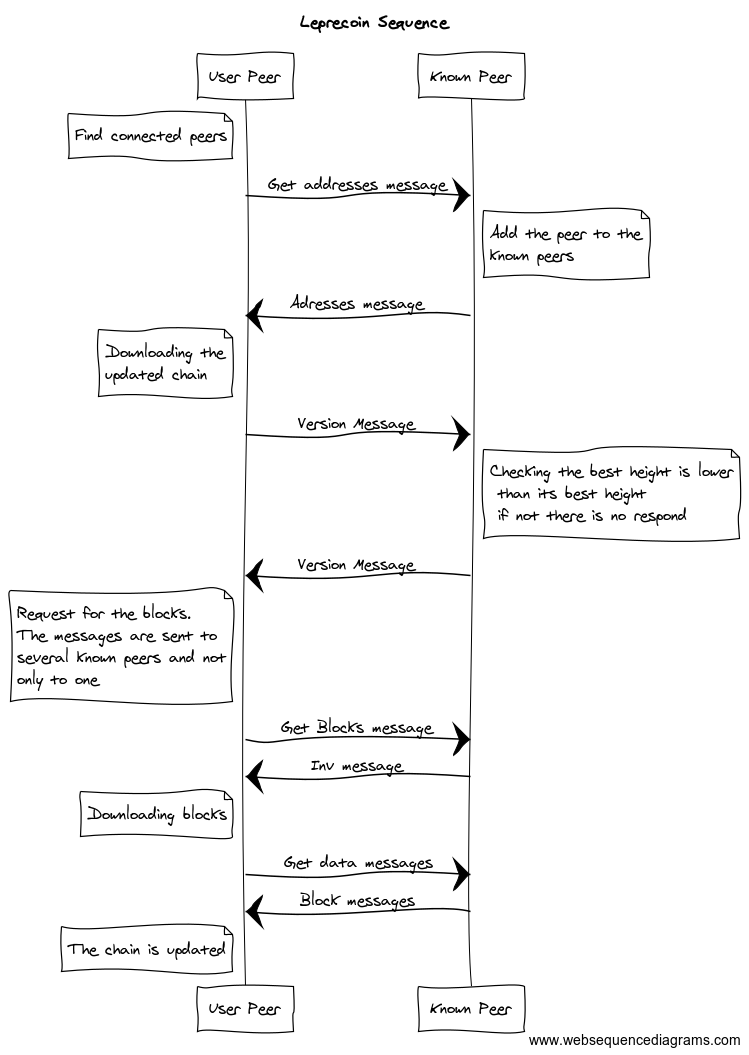 Leprecoin Sequence
User Peer
Known Peer
Find connected peers
Get addresses message
Add the peer to the
known peers
Adresses message
Downloading the
updated chain
Version Message
Checking the best height is lower
than its best height
if not there is no respond
Version Message
Request for the blocks.
The messages are sent to
several known peers and not
only to one
Get Blocks message
Inv message
Downloading blocks
Get data messages
Block messages
The chain is updated
User Peer
Known Peer
www.websequencediagrams.com